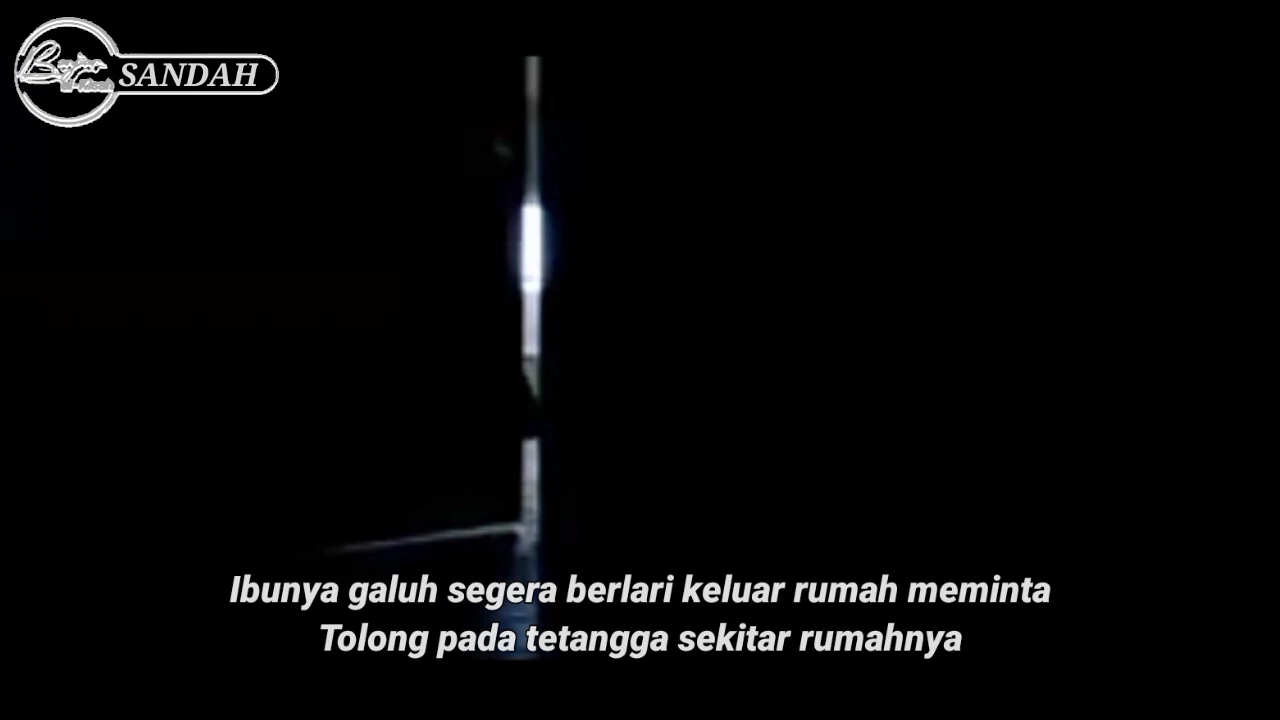 SANDAH
Ibunya galuh segera berlari keluar rumah meminta
Tolong pada tetangga sekitar rumahnya